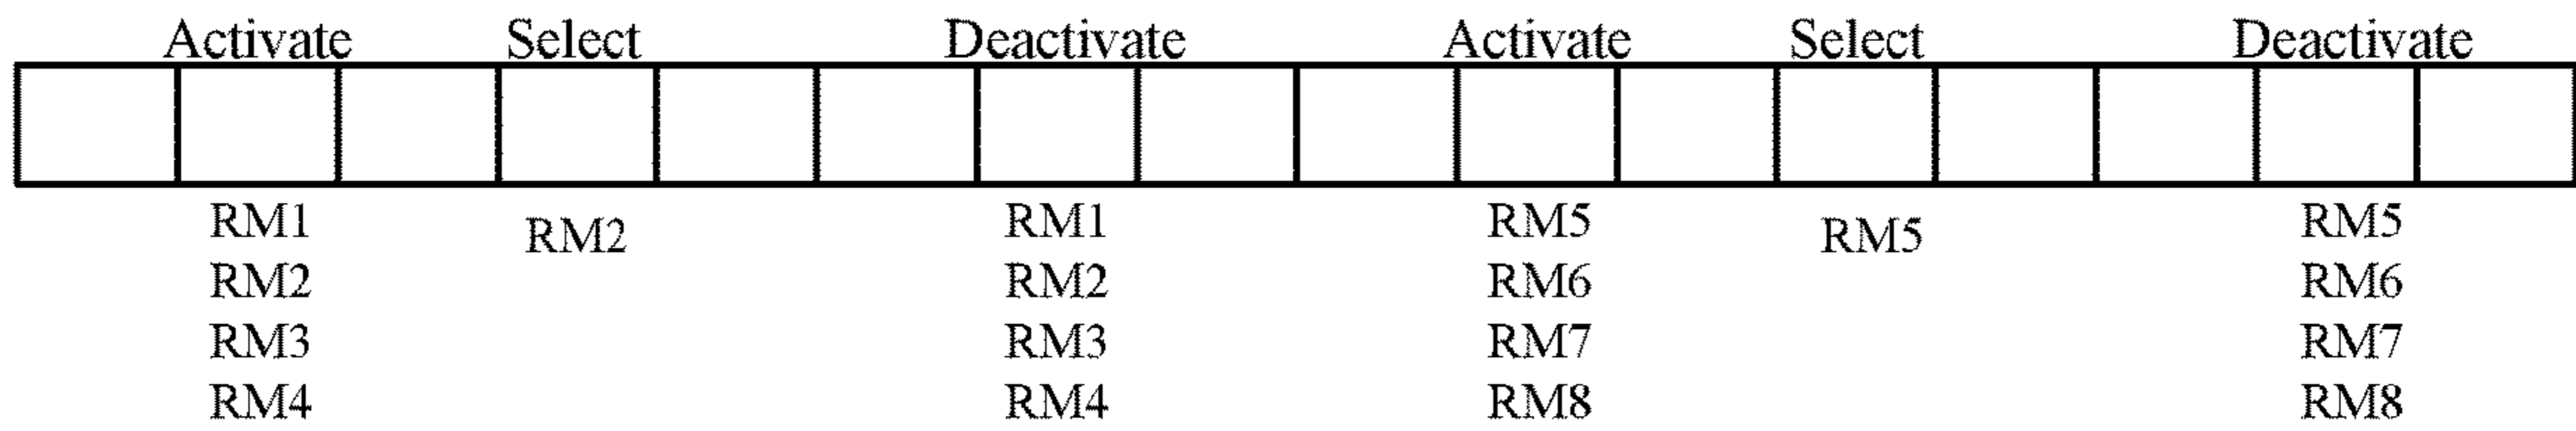 Activate Select Deactivate Activate Select Deactivate
RM1 RM2 RM1 RM5 RM5 RM5
RM2 RM2 RM6 RM6
RM3 RM3 RM7 RM7
RM4 RM4 RM8 RM8